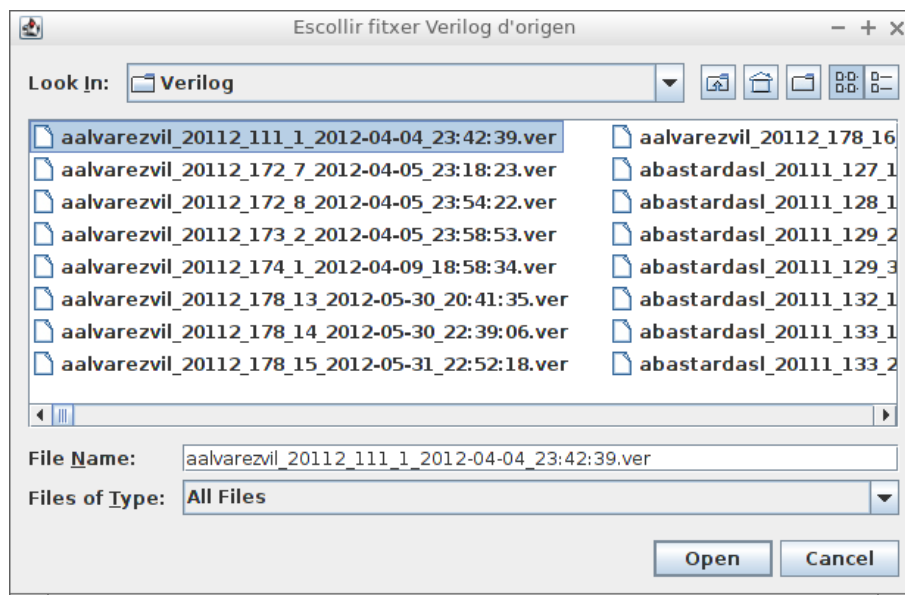 Escollir fitxer Verilog d'origen
Look In: Verilog
aalvarezvil_20112_111_1_2012-04-04_23:42:39.ver
aalvarezvil_20112_172_7_2012-04-05_23:18:23.ver
aalvarezvil_20112_172_8_2012-04-05_23:54:22.ver
aalvarezvil_20112_173_2_2012-04-05_23:58:53.ver
aalvarezvil_20112_174_1_2012-04-09_18:58:34.ver
aalvarezvil_20112_178_13_2012-05-30_20:41:35.ver
aalvarezvil_20112_178_14_2012-05-30_22:39:06.ver
aalvarezvil_20112_178_15_2012-05-31_22:52:18.ver
aalvarezvil_20112_178_16_
abastardasl_20111_127_1
abastardasl_20111_128_1
abastardasl_20111_129_2
abastardasl_20111_129_3
abastardasl_20111_132_1
abastardasl_20111_133_1
abastardasl_20111_133_2
File Name: aalvarezvil_20112_111_1_2012-04-04_23:42:39.ver
Files of Type: All Files
Open Cancel